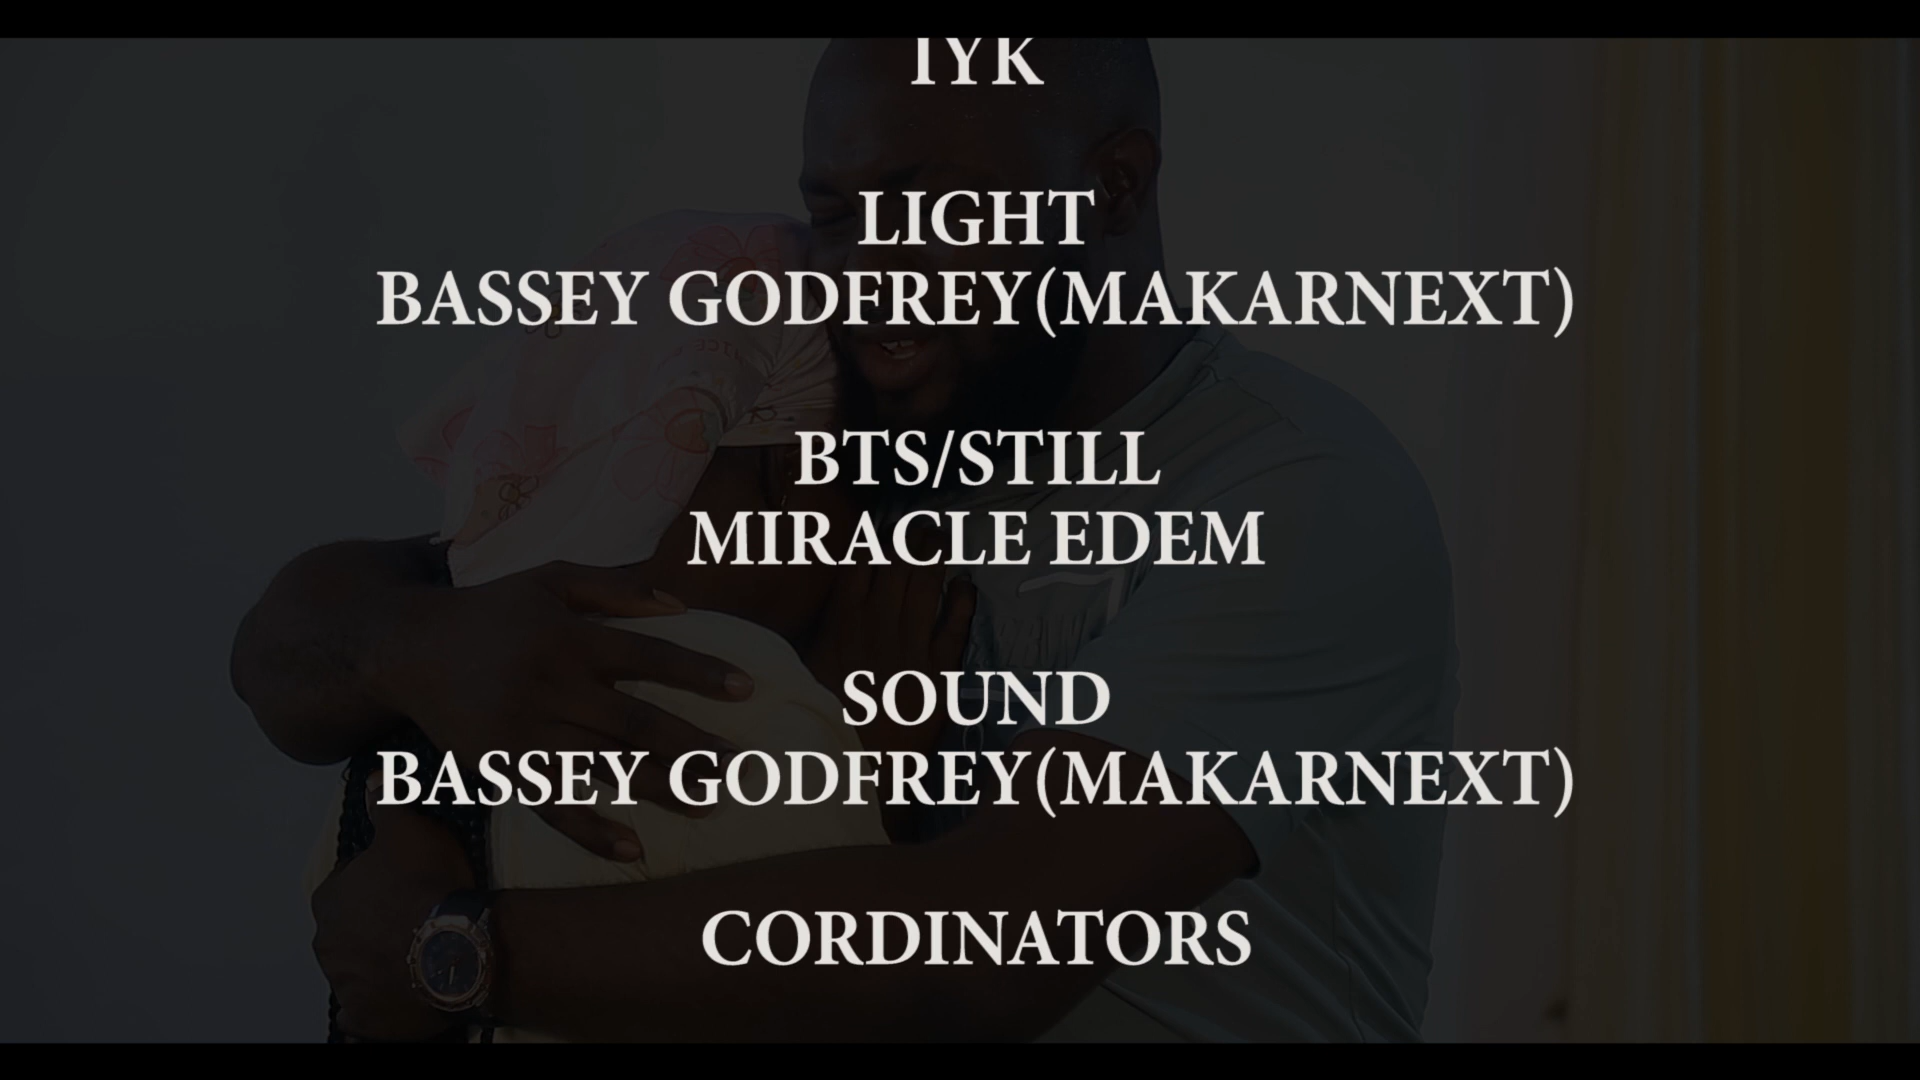 IYK
LIGHT
BASSEY GODFREY(MAKARNEXT)
BTS/STILL
MIRACLE EDEM
SOUND
BASSEY GODFREY(MAKARNEXT)
CORDINATORS